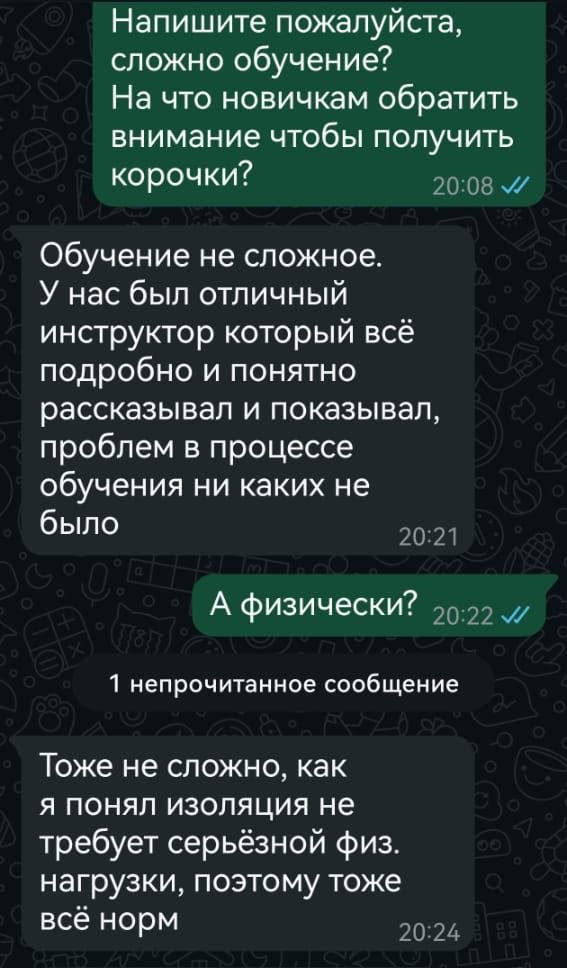 Напишите пожалуйста,
сложно обучение?
На что новичкам обратить
внимание чтобы получить
корочки?
20:08
Обучение не сложное.
У нас был отличный
инструктор который всё
подробно и понятно
рассказывал и показывал,
проблем в процессе
обучения ни каких не
было
20:21
А физически? 20:22
1 непрочитанное сообщение
Тоже не сложно, как
я понял изоляция не
требует серьёзной физ.
нагрузки, поэтому тоже
всё норм
20:24